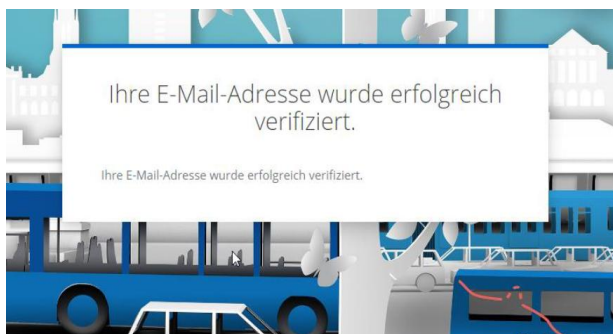 Ihre E-Mail-Adresse wurde erfolgreich
verifiziert.
Ihre E-Mail-Adresse wurde erfolgreich verifiziert.